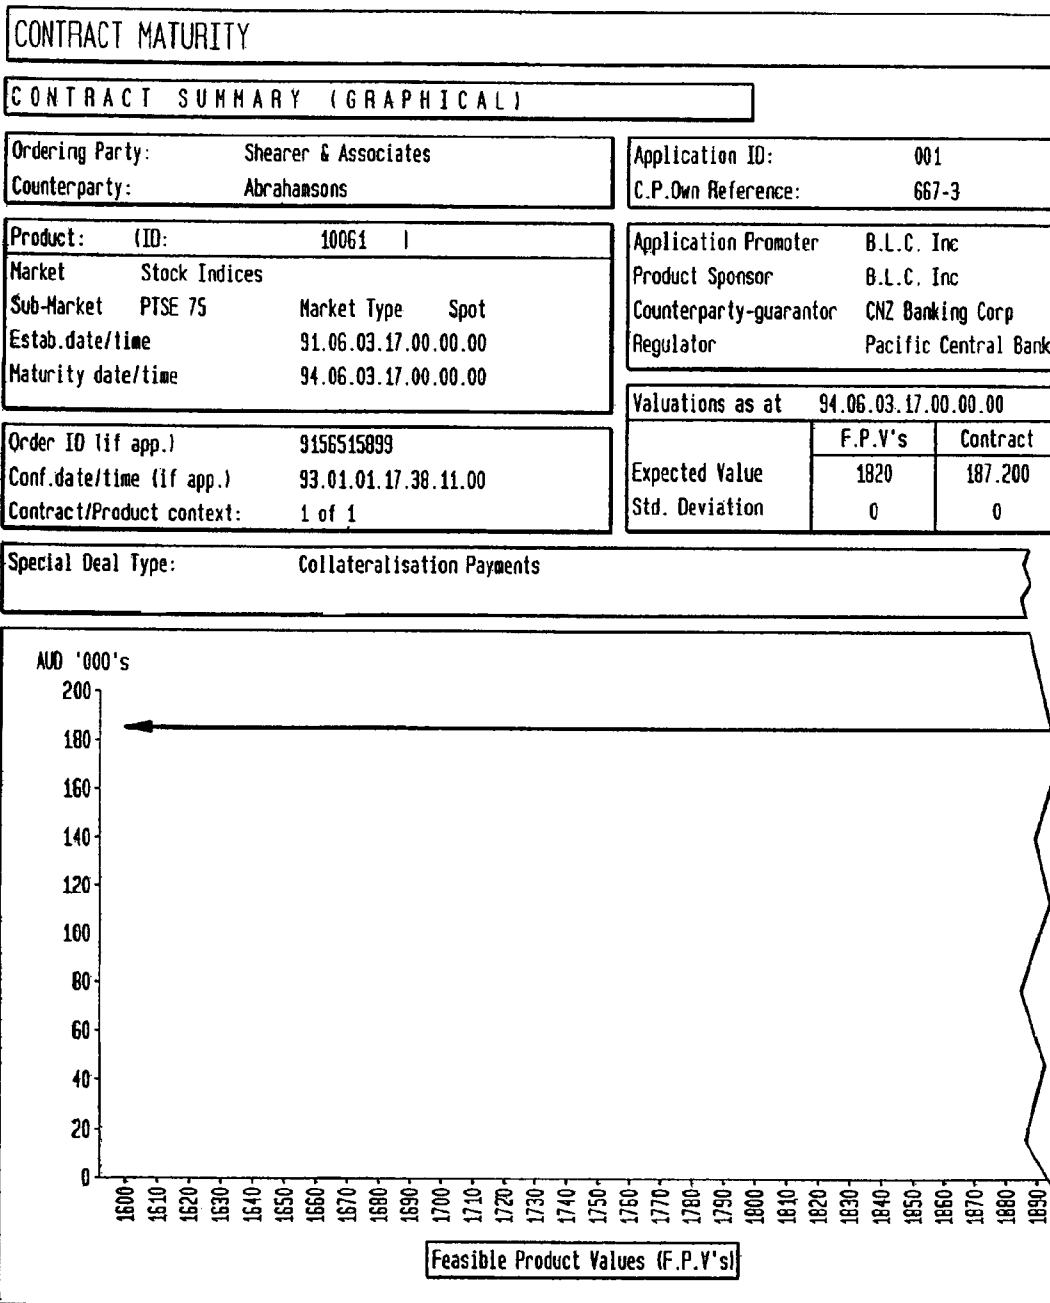 CONTRACT MATURITY
CONTRACT SUMMARY (GRAPHICAL)
Ordering Party: Shearer & Associates
Counterparty: Abrahamsons
Application ID: 001
C.P.Own Reference: 667-3
Product: (ID: 10061 )
Market Stock Indices
Sub-Market PTSE 75 Market Type Spot
Estab.date/time 91.06.03.17.00.00.00
Maturity date/time 94.06.03.17.00.00.00
Application Promoter B.L.C. Inc
Product Sponsor B.L.C. Inc
Counterparty-guarantor CNZ Banking Corp
Regulator Pacific Central Bank
Order ID (if app.) 9156515899
Conf.date/time (if app.) 93.01.01.17.38.11.00
Contract/Product context: 1 of 1
Valuations as at 94.06.03.17.00.00.00
F.P.V's Contract
Expected Value 1820 187.200
Std. Deviation 0 0
Special Deal Type: Collateralisation Payments
AUD '000's
200
180
160
140
120
100
80
60
40
20
0
1600 1610 1620 1630 1640 1650 1660 1670 1680 1690 1700 1710 1720 1730 1740 1750 1760 1770 1780 1790 1800 1810 1820 1830 1840 1850 1860 1870 1880 1890
Feasible Product Values (F.P.V's)